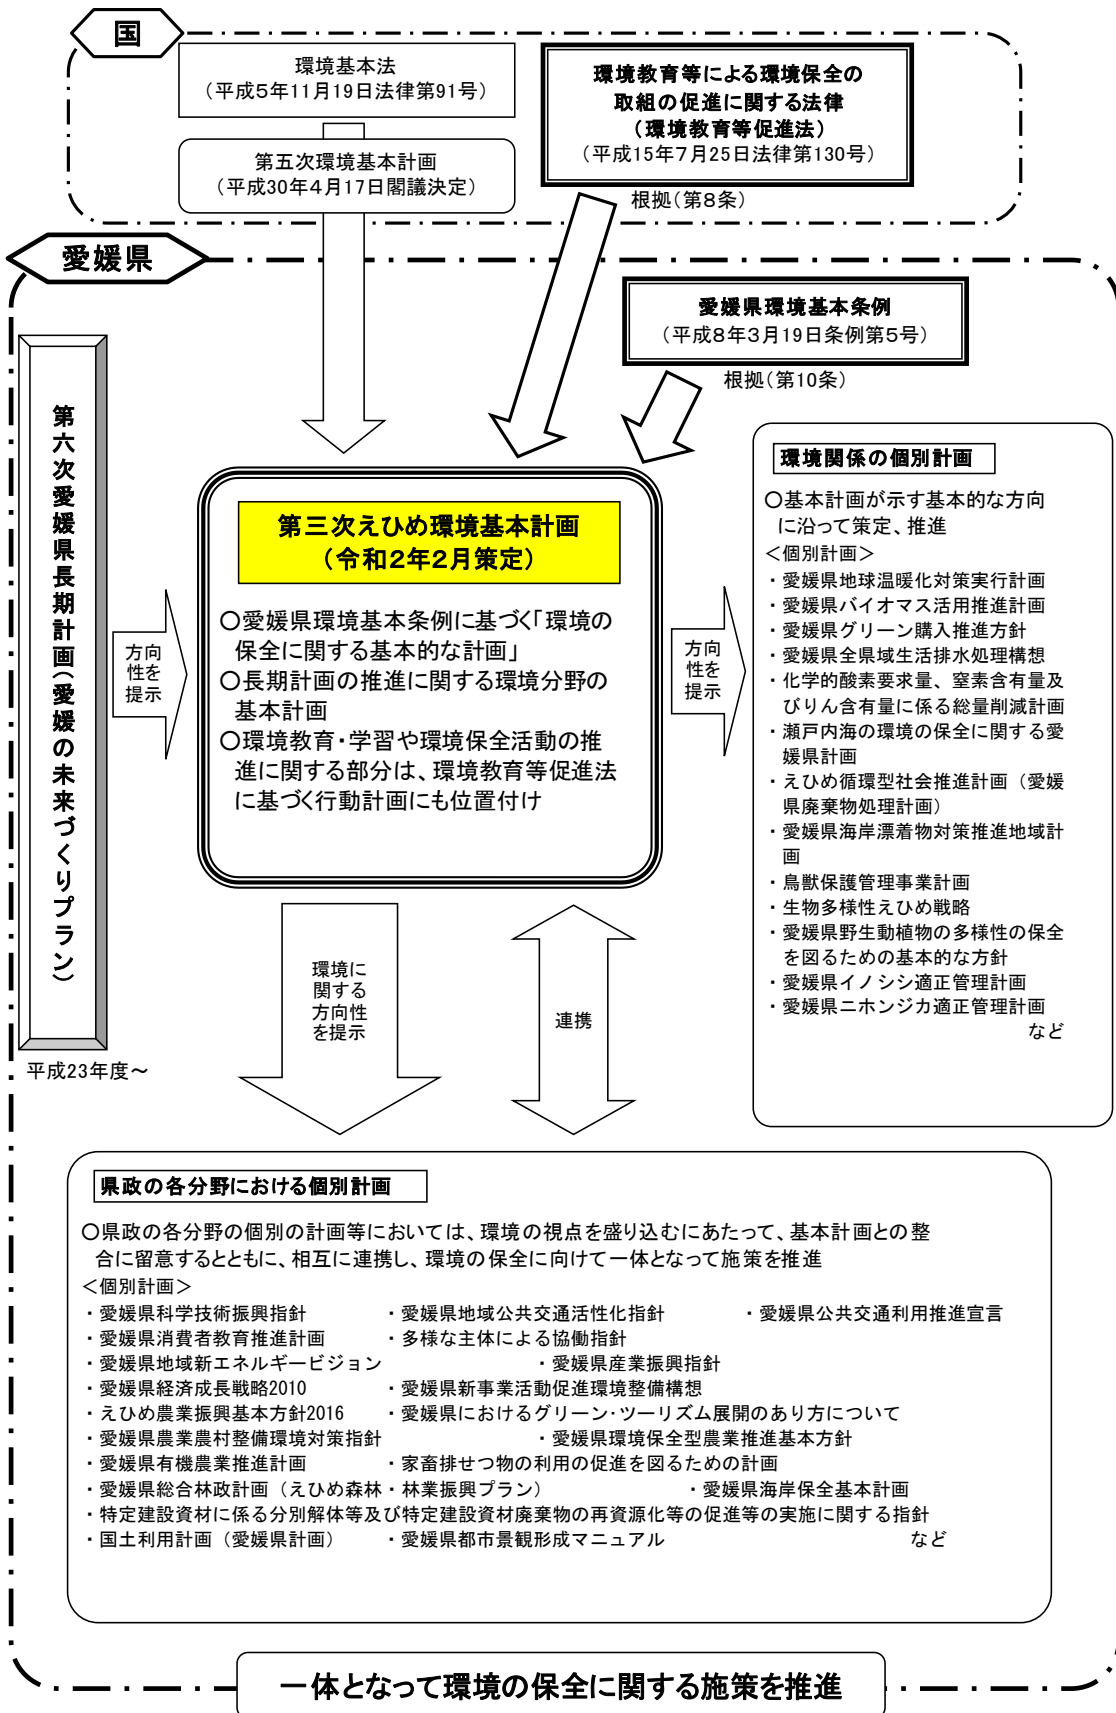 国
環境基本法
(平成5年11月19日法律第91号)
第五次環境基本計画
(平成30年4月17日閣議決定)
環境教育等による環境保全の
取組の促進に関する法律
(環境教育等促進法)
(平成15年7月25日法律第130号)
根拠(第8条)
愛媛県
愛媛県環境基本条例
(平成8年3月19日条例第5号)
根拠(第10条)
第六次愛媛県長期計画(愛媛の未来づくりプラン)
平成23年度~
方向
性を
提示
第三次えひめ環境基本計画
(令和2年2月策定)
○愛媛県環境基本条例に基づく「環境の
保全に関する基本的な計画」
○長期計画の推進に関する環境分野の
基本計画
○環境教育・学習や環境保全活動の推
進に関する部分は、環境教育等促進法
に基づく行動計画にも位置付け
方向
性を
提示
環境関係の個別計画
○基本計画が示す基本的な方向
に沿って策定、推進
<個別計画>
・愛媛県地球温暖化対策実行計画
・愛媛県バイオマス活用推進計画
・愛媛県グリーン購入推進方針
・愛媛県全県域生活排水処理構想
・化学的酸素要求量、窒素含有量及
びりん含有量に係る総量削減計画
・瀬戸内海の環境の保全に関する愛
媛県計画
・えひめ循環型社会推進計画(愛媛
県廃棄物処理計画)
・愛媛県海岸漂着物対策推進地域計
画
・鳥獣保護管理事業計画
・生物多様性えひめ戦略
・愛媛県野生動植物の多様性の保全
を図るための基本的な方針
・愛媛県イノシシ適正管理計画
・愛媛県ニホンジカ適正管理計画
など
環境に
関する
方向性
を提示
連携
県政の各分野における個別計画
○県政の各分野の個別の計画等においては、環境の視点を盛り込むにあたって、基本計画との整
合に留意するとともに、相互に連携し、環境の保全に向けて一体となって施策を推進
<個別計画>
・愛媛県科学技術振興指針 ・愛媛県地域公共交通活性化指針 ・愛媛県公共交通利用推進宣言
・愛媛県消費者教育推進計画 ・多様な主体による協働指針
・愛媛県地域新エネルギービジョン ・愛媛県産業振興指針
・愛媛県経済成長戦略2010 ・愛媛県新事業活動促進環境整備構想
・えひめ農業振興基本方針2016 ・愛媛県におけるグリーン・ツーリズム展開のあり方について
・愛媛県農業農村整備環境対策指針 ・愛媛県環境保全型農業推進基本方針
・愛媛県有機農業推進計画 ・家畜排せつ物の利用の促進を図るための計画
・愛媛県総合林政計画(えひめ森林・林業振興プラン) ・愛媛県海岸保全基本計画
・特定建設資材に係る分別解体等及び特定建設資材廃棄物の再資源化等の促進等の実施に関する指針
・国土利用計画(愛媛県計画) ・愛媛県都市景観形成マニュアル など
一体となって環境の保全に関する施策を推進